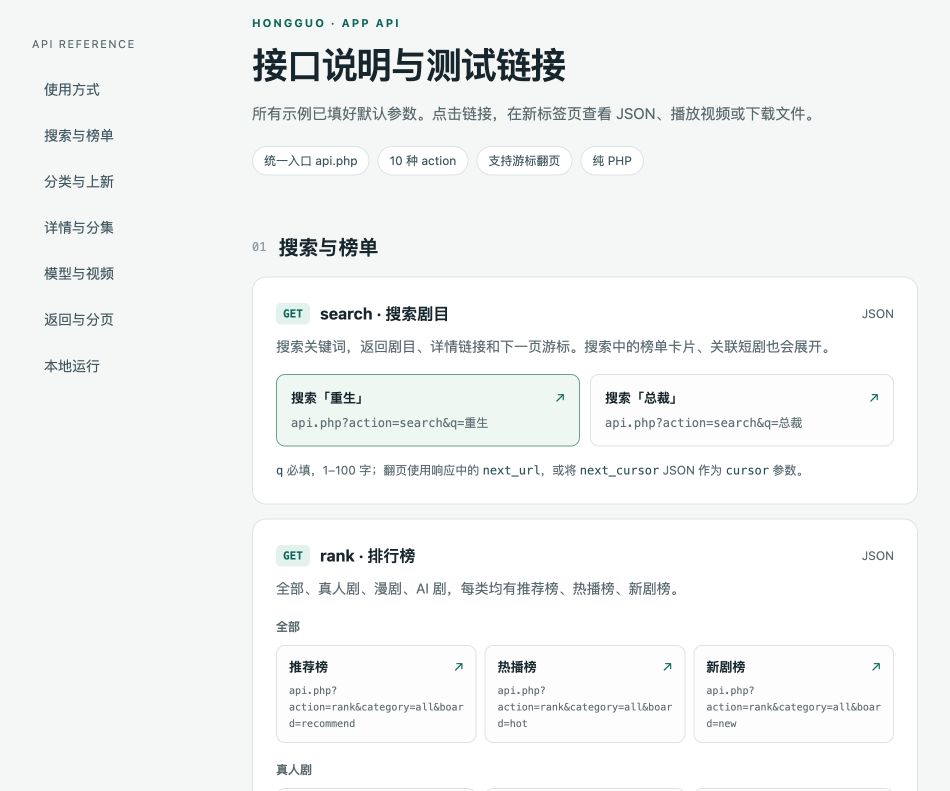 API REFERENCE
使用方式
搜索与榜单
分类与上新
详情与分集
模型与视频
返回与分页
本地运行
HONGGUO · APP API
接口说明与测试链接
所有示例已填好默认参数。点击链接，在新标签页查看 JSON、播放视频或下载文件。
统一入口 api.php
10 种 action
支持游标翻页
纯 PHP
01 搜索与榜单
GET search · 搜索剧目 JSON
搜索关键词，返回剧目、详情链接和下一页游标。搜索中的榜单卡片、关联短剧也会展开。
搜索「重生」 ↗
api.php?action=search&q=重生
搜索「总裁」 ↗
api.php?action=search&q=总裁
q 必填，1–100 字；翻页使用响应中的 next_url，或将 next_cursor JSON 作为 cursor 参数。
GET rank · 排行榜 JSON
全部、真人剧、漫剧、AI 剧，每类均有推荐榜、热播榜、新剧榜。
全部
推荐榜 ↗
api.php?
action=rank&category=all&boar
d=recommend
热播榜 ↗
api.php?
action=rank&category=all&boar
d=hot
新剧榜 ↗
api.php?
action=rank&category=all&boar
d=new
真人剧